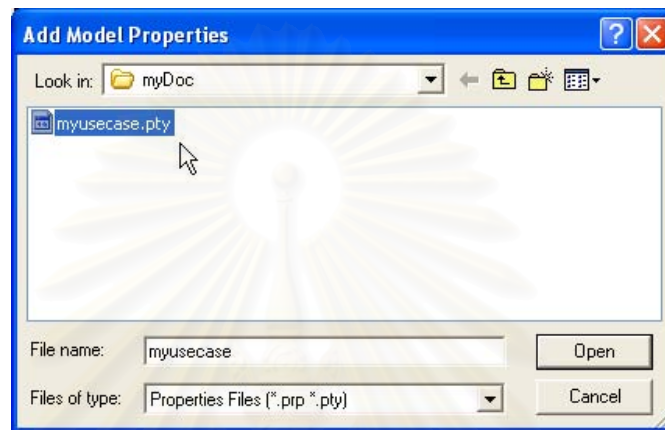 Add Model Properties
Look in: myDoc
myusecase.pty
File name: myusecase Open
Files of type: Properties Files (*.prp *.pty) Cancel